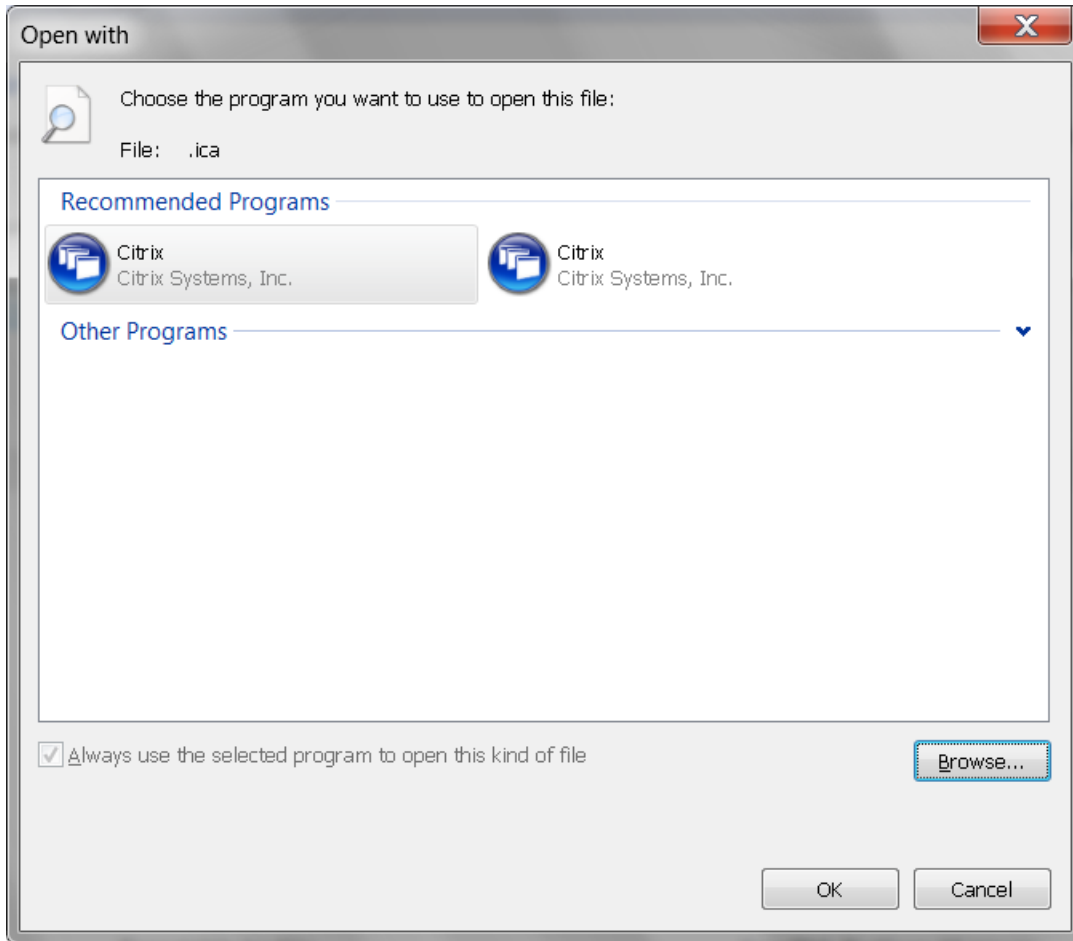 Open with
Choose the program you want to use to open this file:
File: .ica
Recommended Programs
Citrix
Citrix Systems, Inc.
Citrix
Citrix Systems, Inc.
Other Programs
Always use the selected program to open this kind of file
Browse...
OK
Cancel